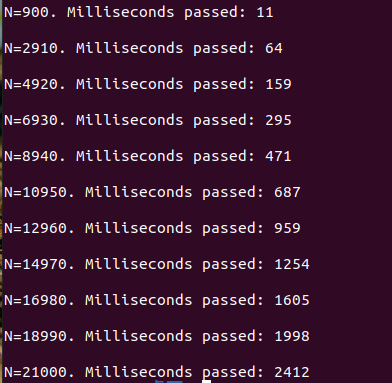 N=900. Milliseconds passed: 11
N=2910. Milliseconds passed: 64
N=4920. Milliseconds passed: 159
N=6930. Milliseconds passed: 295
N=8940. Milliseconds passed: 471
N=10950. Milliseconds passed: 687
N=12960. Milliseconds passed: 959
N=14970. Milliseconds passed: 1254
N=16980. Milliseconds passed: 1605
N=18990. Milliseconds passed: 1998
N=21000. Milliseconds passed: 2412